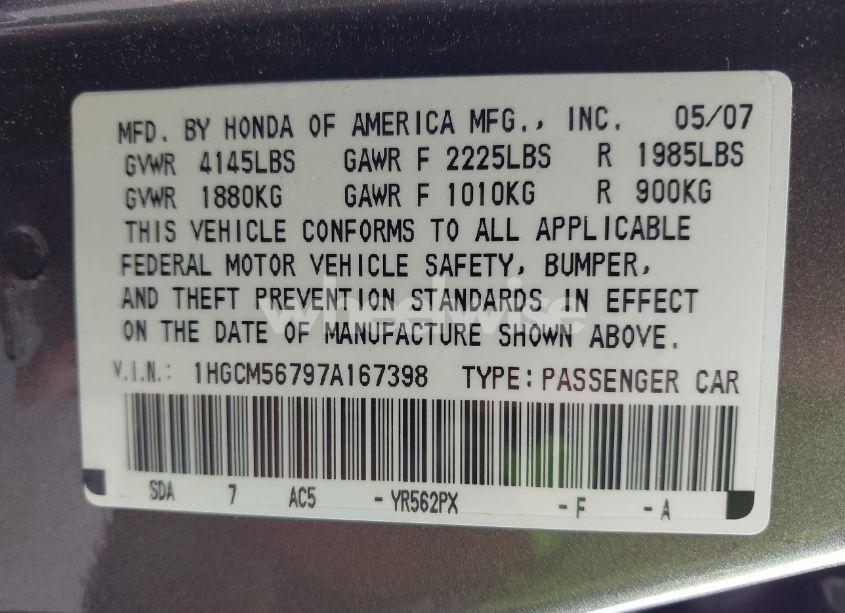 MFD. BY HONDA OF AMERICA MFG., INC. 05/07
GVWR 4145LBS GAWR F 2225LBS R 1985LBS
GVWR 1880KG GAWR F 1010KG R 900KG
THIS VEHICLE CONFORMS TO ALL APPLICABLE
FEDERAL MOTOR VEHICLE SAFETY, BUMPER,
AND THEFT PREVENTION STANDARDS IN EFFECT
wheelwise
ON THE DATE OF MANUFACTURE SHOWN ABOVE.
V.I.N.: 1HGCM56797A167398 TYPE: PASSENGER CAR
SDA 7 AC5 - YR562PX - F - A